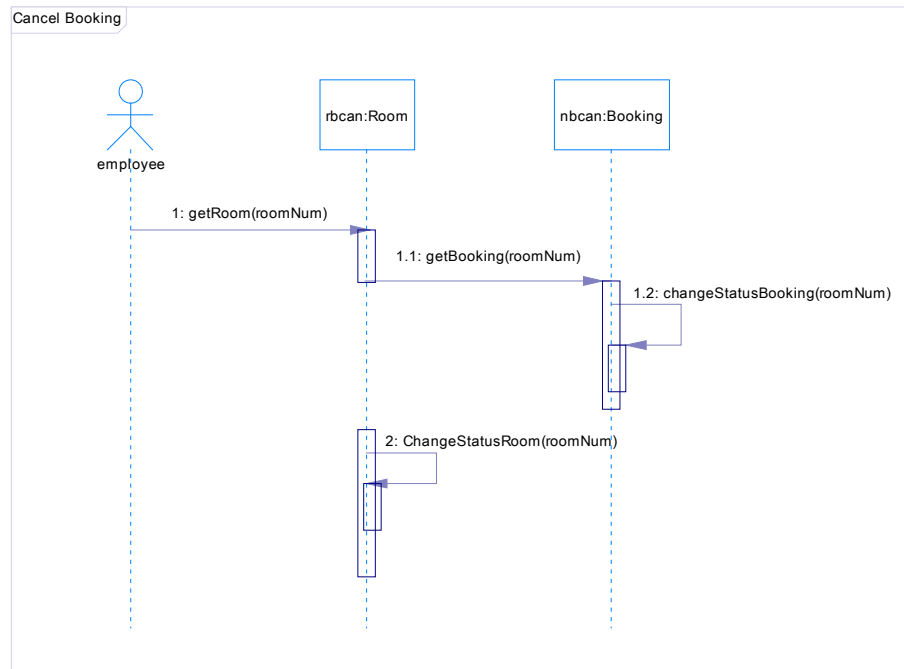 Cancel Booking
rbcan:Room
nbcan:Booking
employee
1: getRoom(roomNum)
1.1: getBooking(roomNum)
1.2: changeStatusBooking(roomNum)
2: ChangeStatusRoom(roomNum)